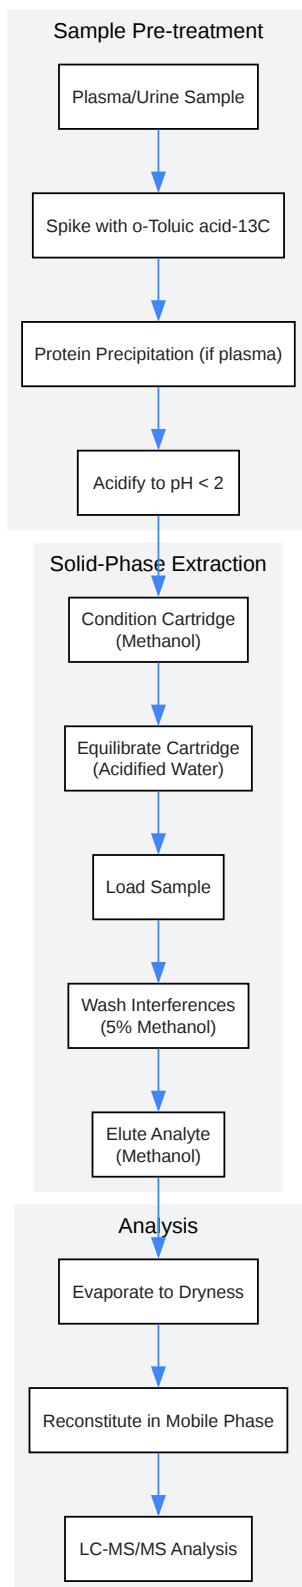 Sample Pre-treatment
Plasma/Urine Sample
Spike with o-Toluic acid-13C
Protein Precipitation (if plasma)
Acidify to pH < 2
Solid-Phase Extraction
Condition Cartridge
(Methanol)
Equilibrate Cartridge
(Acidified Water)
Load Sample
Wash Interferences
(5% Methanol)
Elute Analyte
(Methanol)
Analysis
Evaporate to Dryness
Reconstitute in Mobile Phase
LC-MS/MS Analysis